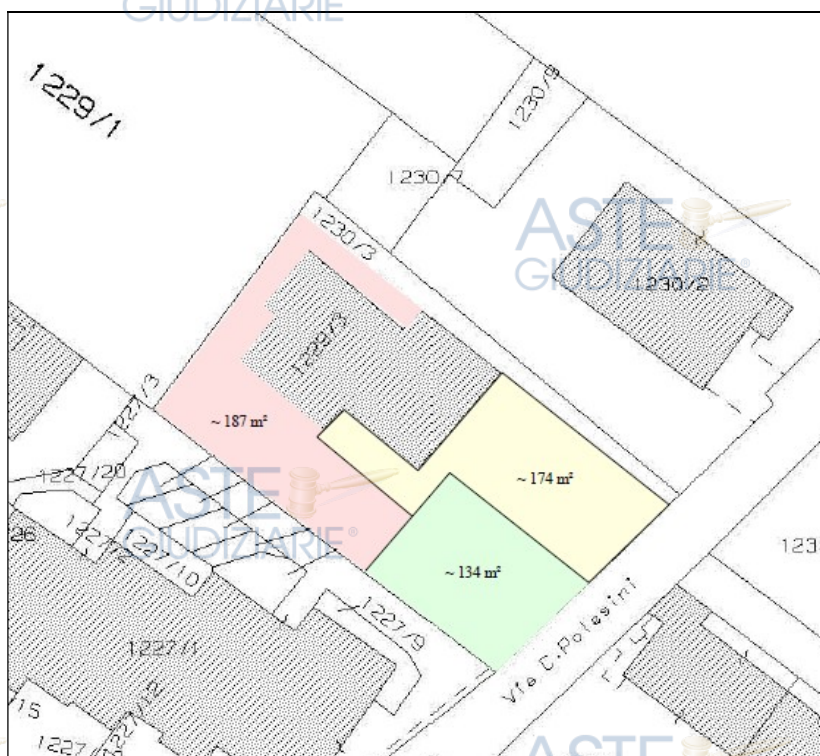 GIUDIZIARIE
1229/1
1230/9
1230/7
ASTE
GIUDIZIARIE®
1230/3
1230/2
1229/3
1227/3
~ 187 m²
~ 174 m²
1227/20
ASTE
GIUDIZIARIE®
26
1227/2
1227/10
123
~ 134 m²
1227/9
Via C.Polesini
1227/1
1227/12
15
1227
ASTE